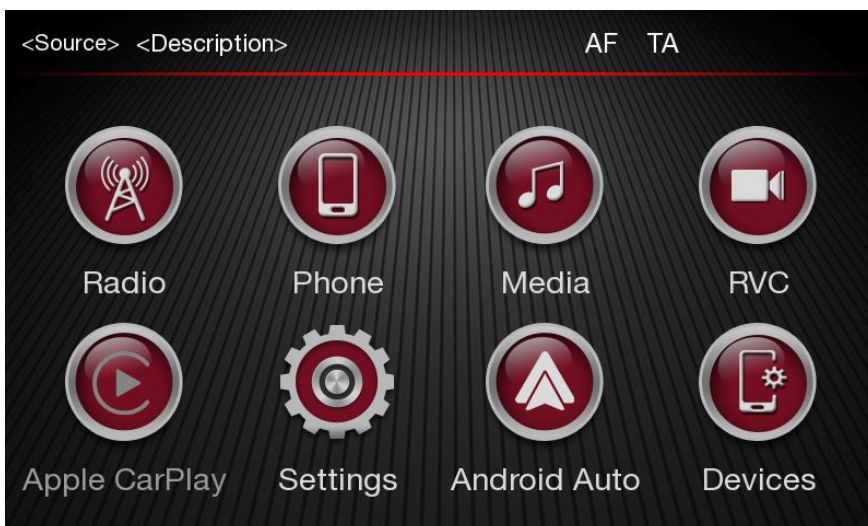 <Source> <Description> AF TA
Radio Phone Media RVC
Apple CarPlay Settings Android Auto Devices